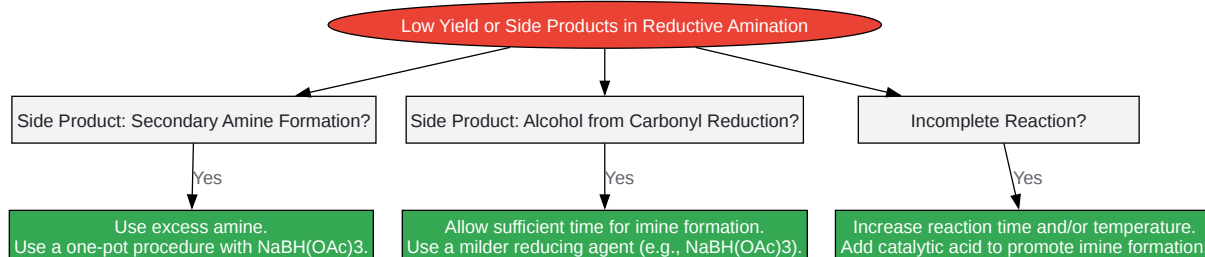 Low Yield or Side Products in Reductive Amination
Side Product: Secondary Amine Formation?
Side Product: Alcohol from Carbonyl Reduction?
Incomplete Reaction?
Yes
Yes
Yes
Use excess amine.
Use a one-pot procedure with NaBH(OAc)3.
Allow sufficient time for imine formation.
Use a milder reducing agent (e.g., NaBH(OAc)3).
Increase reaction time and/or temperature.
Add catalytic acid to promote imine formation